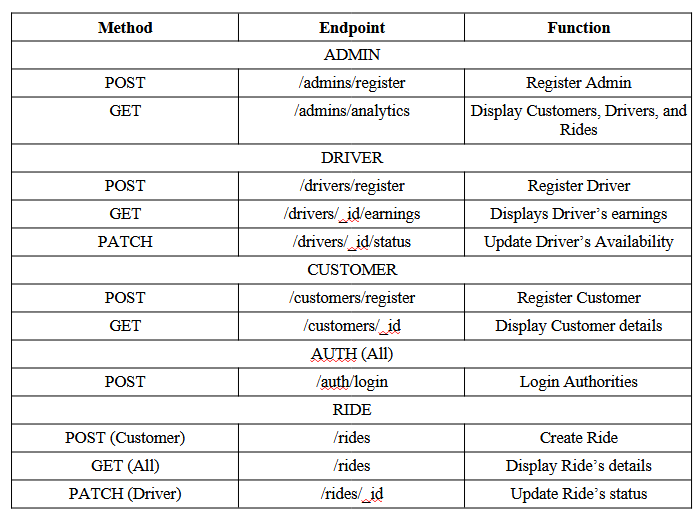 Method Endpoint Function
ADMIN
POST /admins/register Register Admin
GET /admins/analytics Display Customers, Drivers, and
Rides
DRIVER
POST /drivers/register Register Driver
GET /drivers/_id/earnings Displays Driver’s earnings
PATCH /drivers/_id/status Update Driver’s Availability
CUSTOMER
POST /customers/register Register Customer
GET /customers/_id Display Customer details
AUTH (All)
POST /auth/login Login Authorities
RIDE
POST (Customer) /rides Create Ride
GET (All) /rides Display Ride’s details
PATCH (Driver) /rides/_id Update Ride’s status